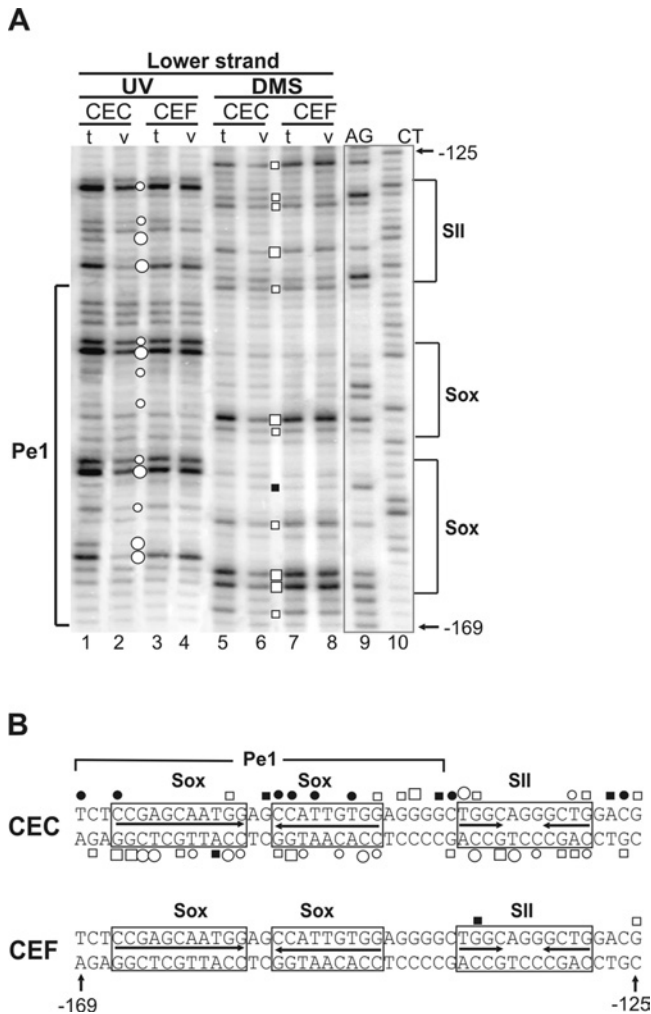 A
Lower strand
UV DMS
CEC CEF CEC CEF
t v t v t v t v AG CT
-125
SII
Sox
Pe1
Sox
-169
1 2 3 4 5 6 7 8 9 10
B
Pe1
Sox Sox SII
CEC TCTCCGAGCAATGGAGCCATTGTGGAGGGGCTGGCAGGGCTGGACG
AGAGGCTCGTTACCTCGGTAACACCTCCCCGACCGTCCCGACCTGC
Sox Sox SII
CEF TCTCCGAGCAATGGAGCCATTGTGGAGGGGCTGGCAGGGCTGGACG
AGAGGCTCGTTACCTCGGTAACACCTCCCCGACCGTCCCGACCTGC
-169 -125